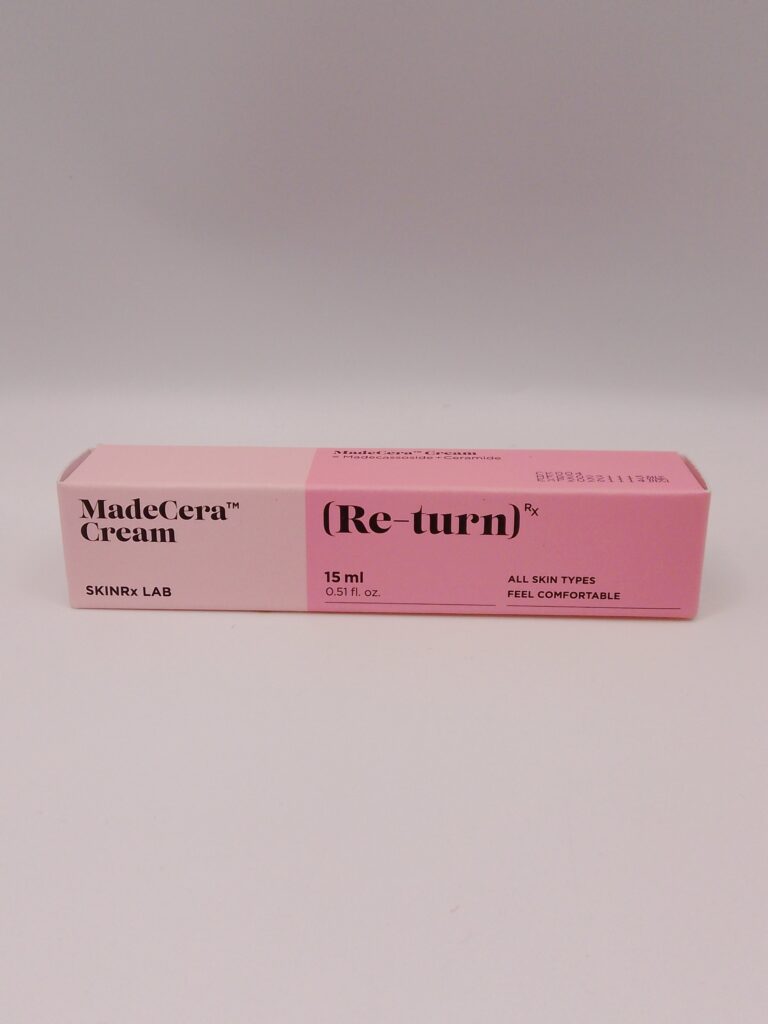 MadeCera™ Cream
= Madecassoside + Ceramide
MadeCera™
Cream
SKINRx LAB
(Re-turn)Rx
15 ml
0.51 fl. oz.
ALL SKIN TYPES
FEEL COMFORTABLE